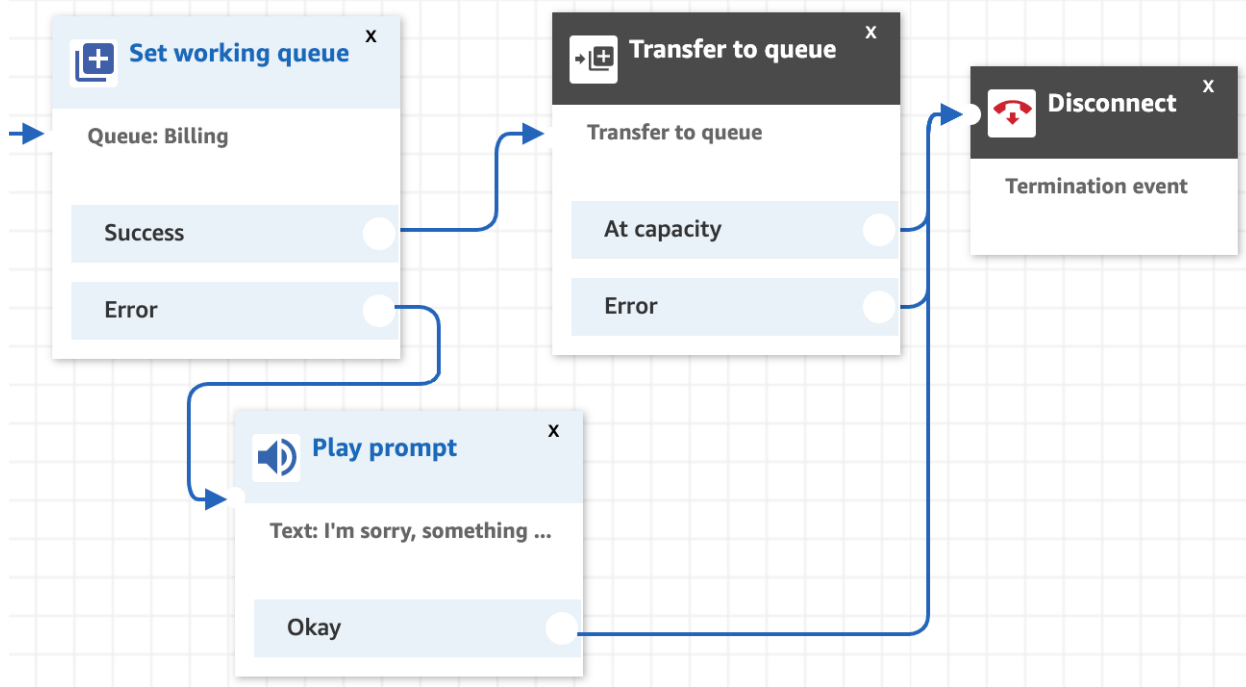 Set working queue
X
Queue: Billing
Success
Error
Transfer to queue
X
Transfer to queue
At capacity
Error
Disconnect
X
Termination event
Play prompt
X
Text: I'm sorry, something ...
Okay